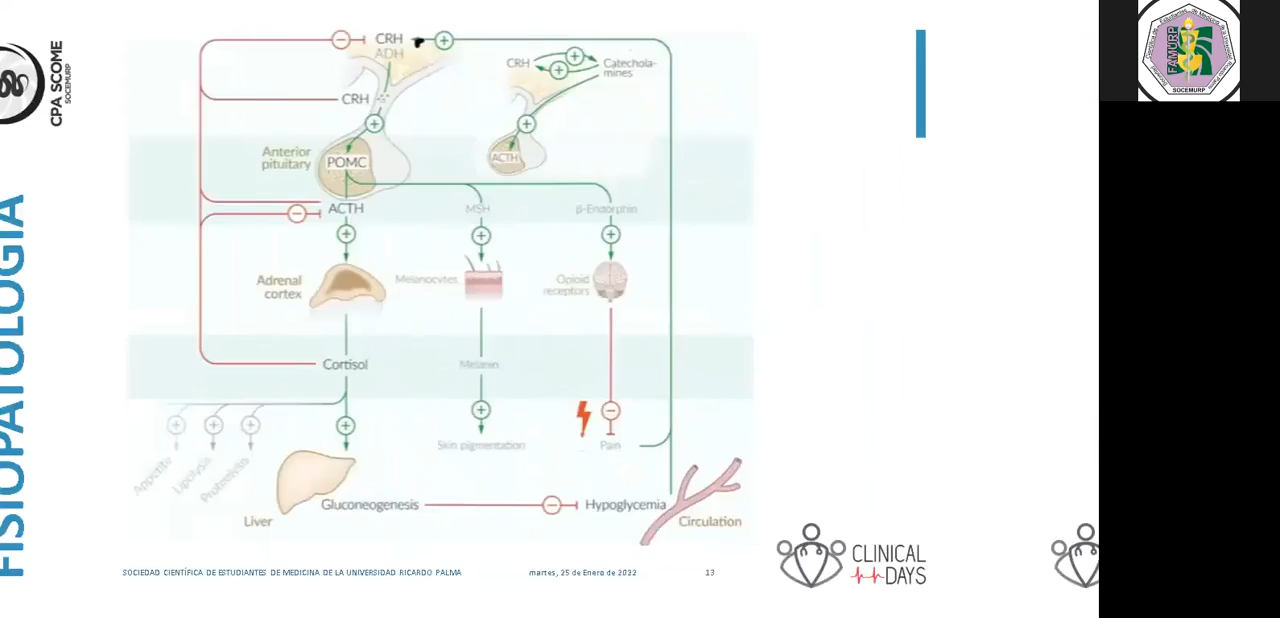 CPA SCOME
SOCEMURP
FISIOPATOLOGIA
CRH
ADH
CRH
Catechola-
mines
CRH
Anterior
pituitary
POMC
ACTH
ACTH
MSH
β-Endorphin
Adrenal
cortex
Melanocytes
Opioid
receptors
Cortisol
Melanin
Appetite
Lipolysis
Proteolysis
Skin pigmentation
Pain
Gluconeogenesis
Hypoglycemia
Liver
Circulation
CLINICAL
DAYS
SOCIEDAD CIENTÍFICA DE ESTUDIANTES DE MEDICINA DE LA UNIVERSIDAD RICARDO PALMA
martes, 25 de Enero de 2022
13
FAMURP
SOCEMURP